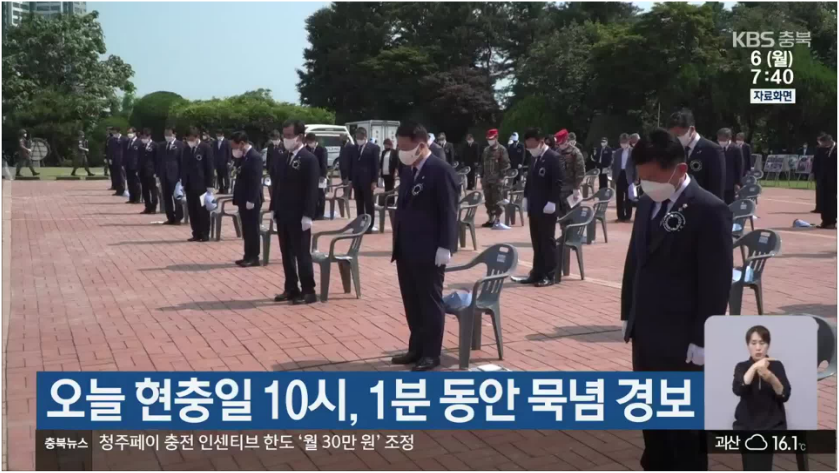 KBS 충북
6 (월)
7:40
자료화면
오늘 현충일 10시, 1분 동안 묵념 경보
충북뉴스 청주페이 충전 인센티브 한도 '월 30만 원' 조정
괴산 16.1℃